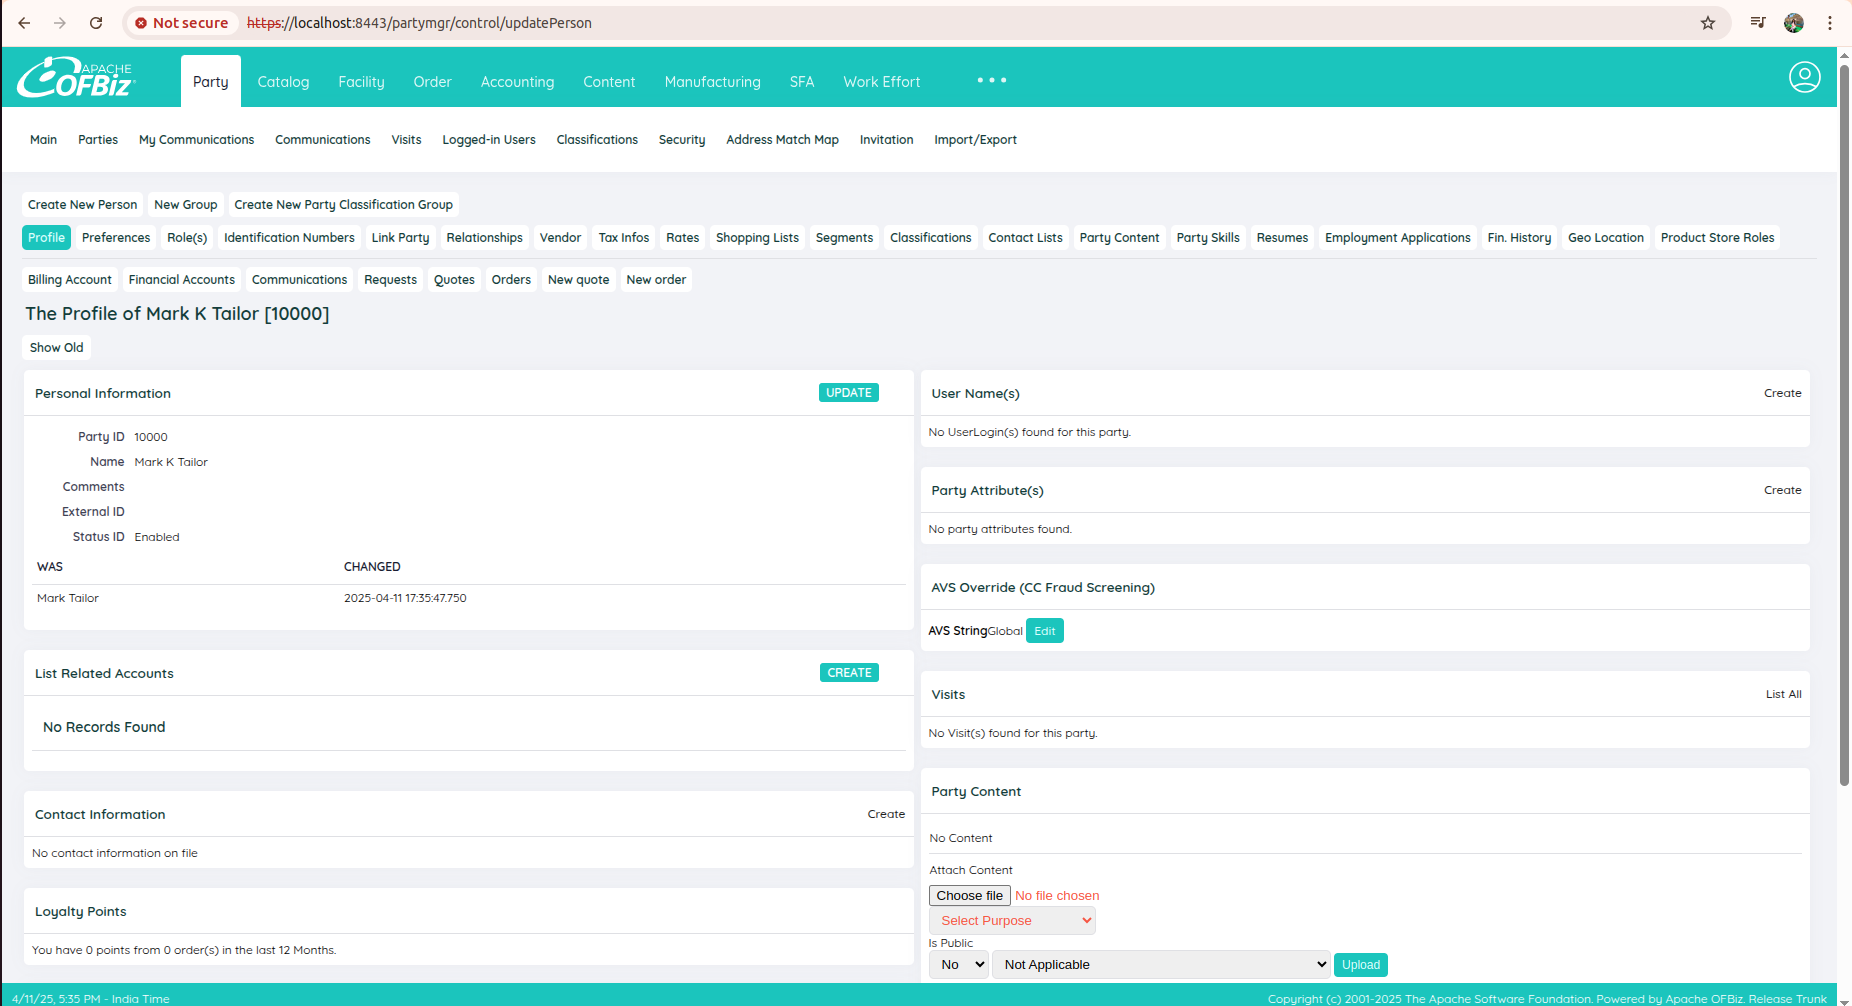 Not secure https://localhost:8443/partymgr/control/updatePerson
APACHE OFBiz
Party Catalog Facility Order Accounting Content Manufacturing SFA Work Effort
Main Parties My Communications Communications Visits Logged-in Users Classifications Security Address Match Map Invitation Import/Export
Create New Person New Group Create New Party Classification Group
Profile Preferences Role(s) Identification Numbers Link Party Relationships Vendor Tax Infos Rates Shopping Lists Segments Classifications Contact Lists Party Content Party Skills Resumes Employment Applications Fin. History Geo Location Product Store Roles
Billing Account Financial Accounts Communications Requests Quotes Orders New quote New order
The Profile of Mark K Tailor [10000]
Show Old
Personal Information UPDATE
Party ID 10000
Name Mark K Tailor
Comments
External ID
Status ID Enabled
WAS CHANGED
Mark Tailor 2025-04-11 17:35:47.750
List Related Accounts CREATE
No Records Found
Contact Information Create
No contact information on file
Loyalty Points
You have 0 points from 0 order(s) in the last 12 Months.
User Name(s) Create
No UserLogin(s) found for this party.
Party Attribute(s) Create
No party attributes found.
AVS Override (CC Fraud Screening)
AVS StringGlobal Edit
Visits List All
No Visit(s) found for this party.
Party Content
No Content
Attach Content
Choose file No file chosen
Select Purpose
Is Public
No Not Applicable Upload
4/11/25, 5:35 PM - India Time Copyright (c) 2001-2025 The Apache Software Foundation. Powered by Apache OFBiz. Release Trunk